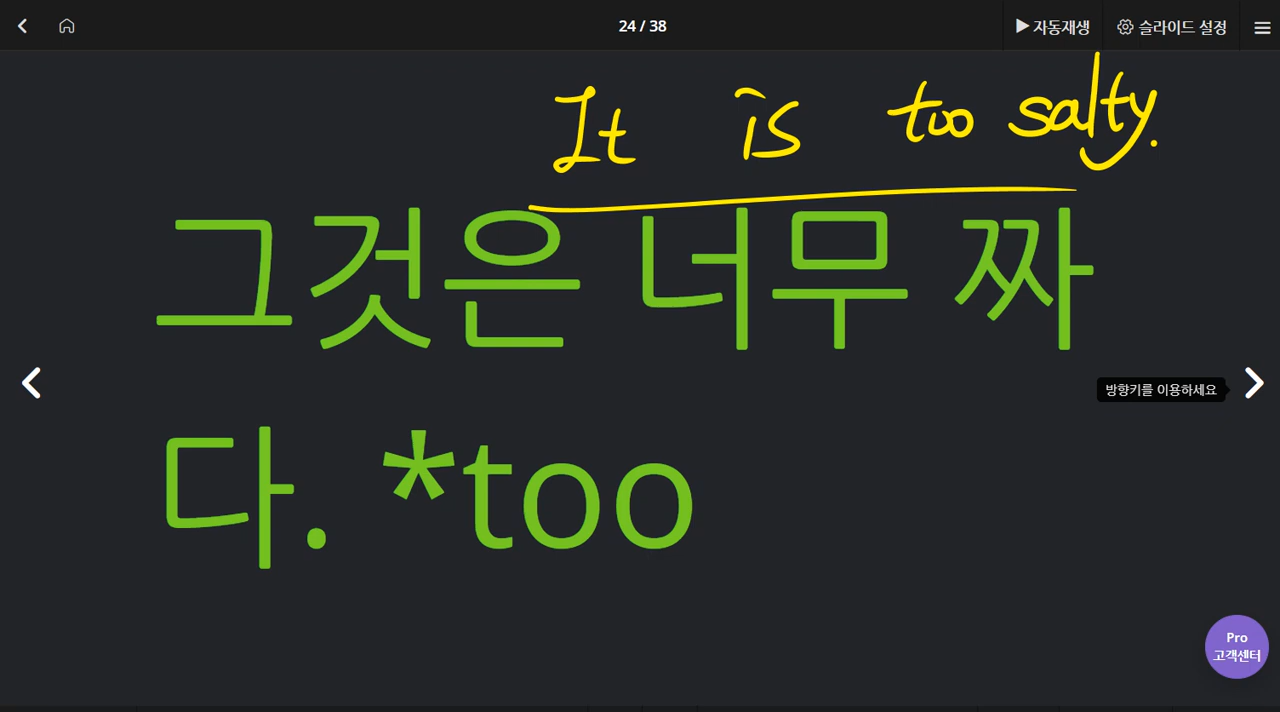 24 / 38
자동재생
슬라이드 설정
It is too salty.
그것은 너무 짜
다. *too
방향키를 이용하세요
Pro
고객센터